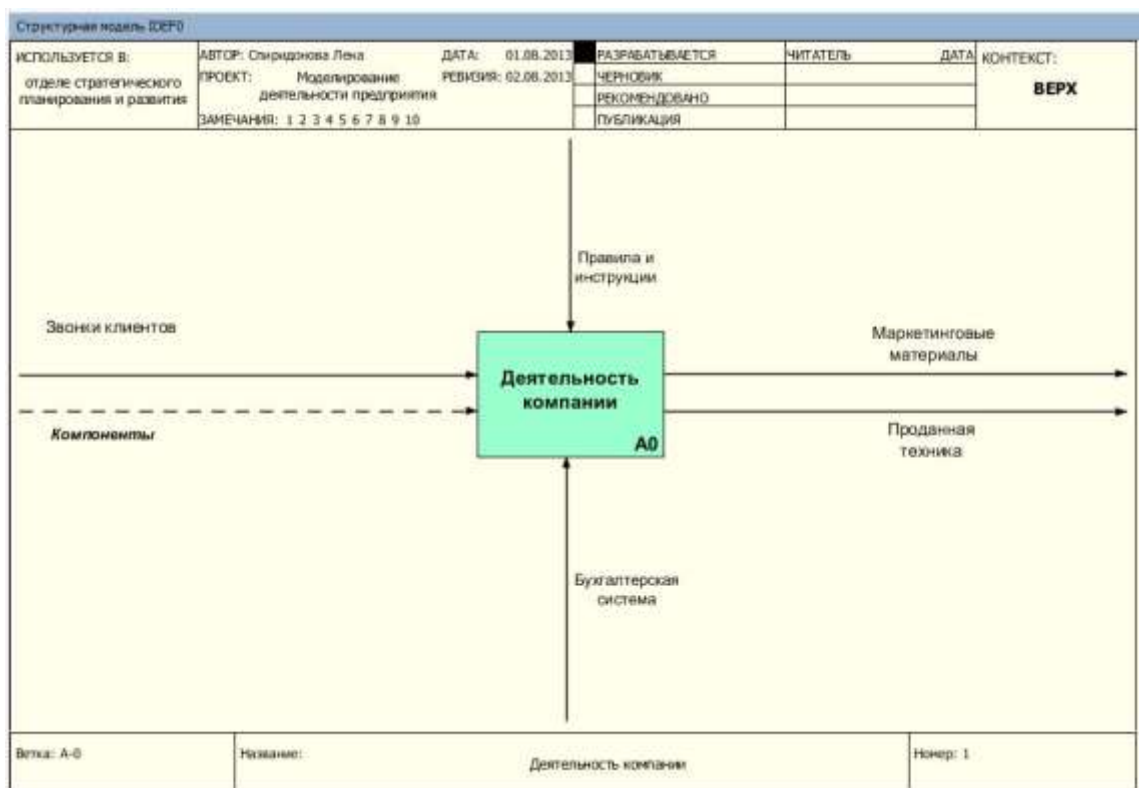 Структурная модель IDEF0
ИСПОЛЬЗУЕТСЯ В:
отделе стратегического
планирования и развития
АВТОР: Спиридонова Лена
ДАТА: 01.08.2013
ПРОЕКТ: Моделирование
деятельности предприятия
РЕВИЗИЯ: 02.08.2013
ЗАМЕЧАНИЯ: 1 2 3 4 5 6 7 8 9 10
РАЗРАБАТЫВАЕТСЯ
ЧЕРНОВИК
РЕКОМЕНДОВАНО
ПУБЛИКАЦИЯ
ЧИТАТЕЛЬ ДАТА
КОНТЕКСТ:
ВЕРХ
Правила и
инструкции
Звонки клиентов
Компоненты
Деятельность
компании
A0
Маркетинговые
материалы
Проданная
техника
Бухгалтерская
система
Ветка: A-0
Название:
Деятельность компании
Номер: 1